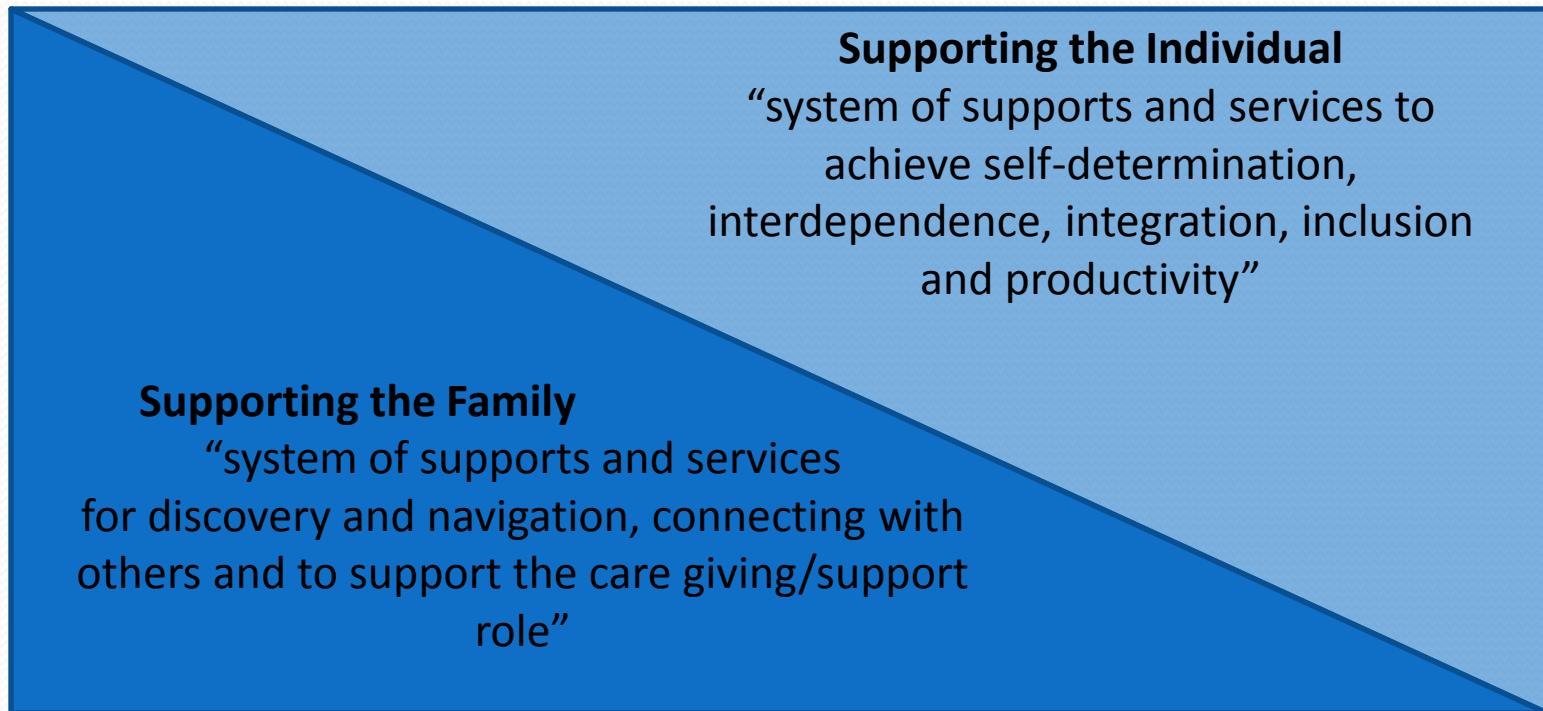 Supporting the Individual
“system of supports and services to
achieve self-determination,
interdependence, integration, inclusion
and productivity”
Supporting the Family
“system of supports and services
for discovery and navigation, connecting with
others and to support the care giving/support
role”